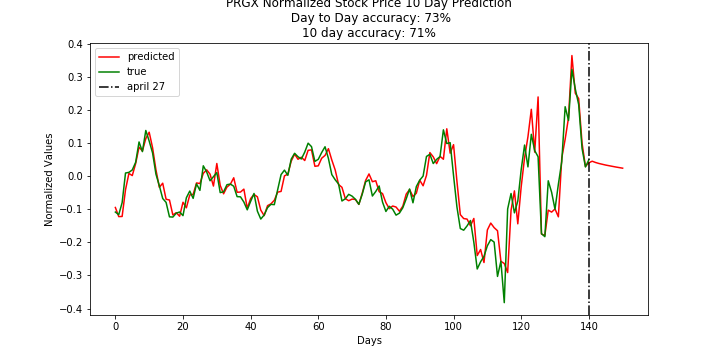 PRGX Normalized Stock Price 10 Day Prediction
Day to Day accuracy: 73%
10 day accuracy: 71%
predicted
true
april 27
0.4
0.3
0.2
0.1
0.0
−0.1
−0.2
−0.3
−0.4
Normalized Values
0 20 40 60 80 100 120 140
Days